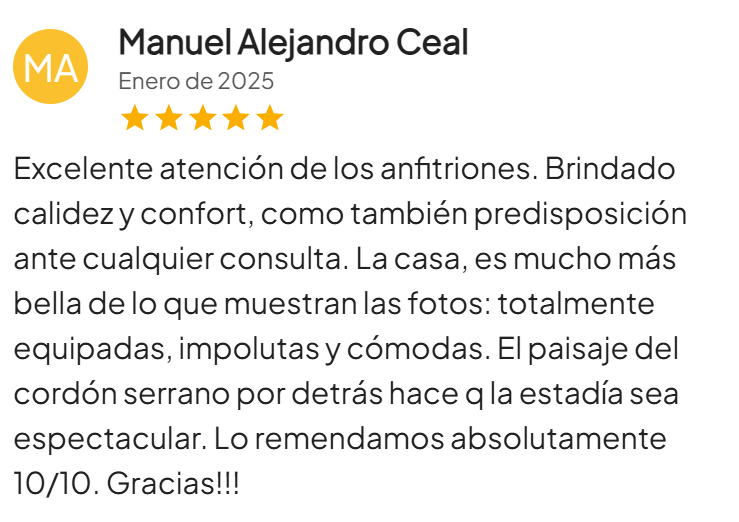 MA
Manuel Alejandro Ceal
Enero de 2025
Excelente atención de los anfitriones. Brindado
calidez y confort, como también predisposición
ante cualquier consulta. La casa, es mucho más
bella de lo que muestran las fotos: totalmente
equipadas, impolutas y cómodas. El paisaje del
cordón serrano por detrás hace q la estadía sea
espectacular. Lo remendamos absolutamente
10/10. Gracias!!!